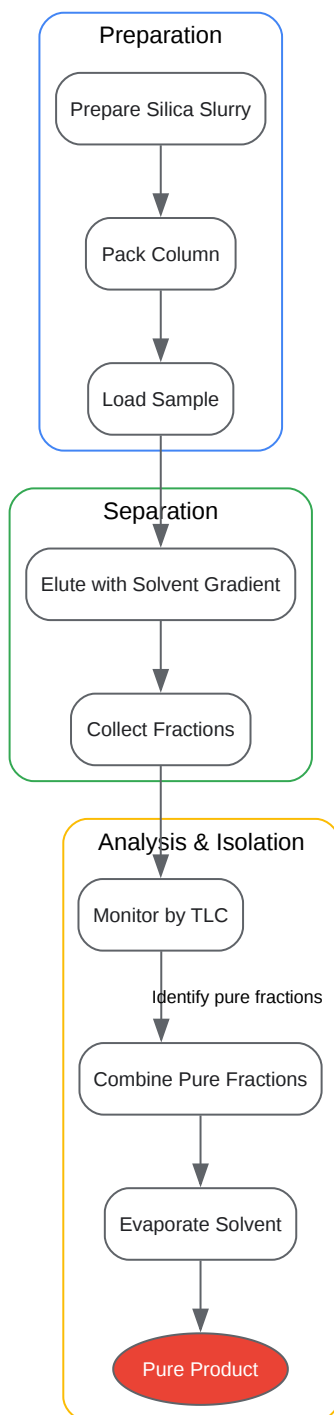 Preparation
Prepare Silica Slurry
Pack Column
Load Sample
Separation
Elute with Solvent Gradient
Collect Fractions
Analysis & Isolation
Monitor by TLC
Identify pure fractions
Combine Pure Fractions
Evaporate Solvent
Pure Product